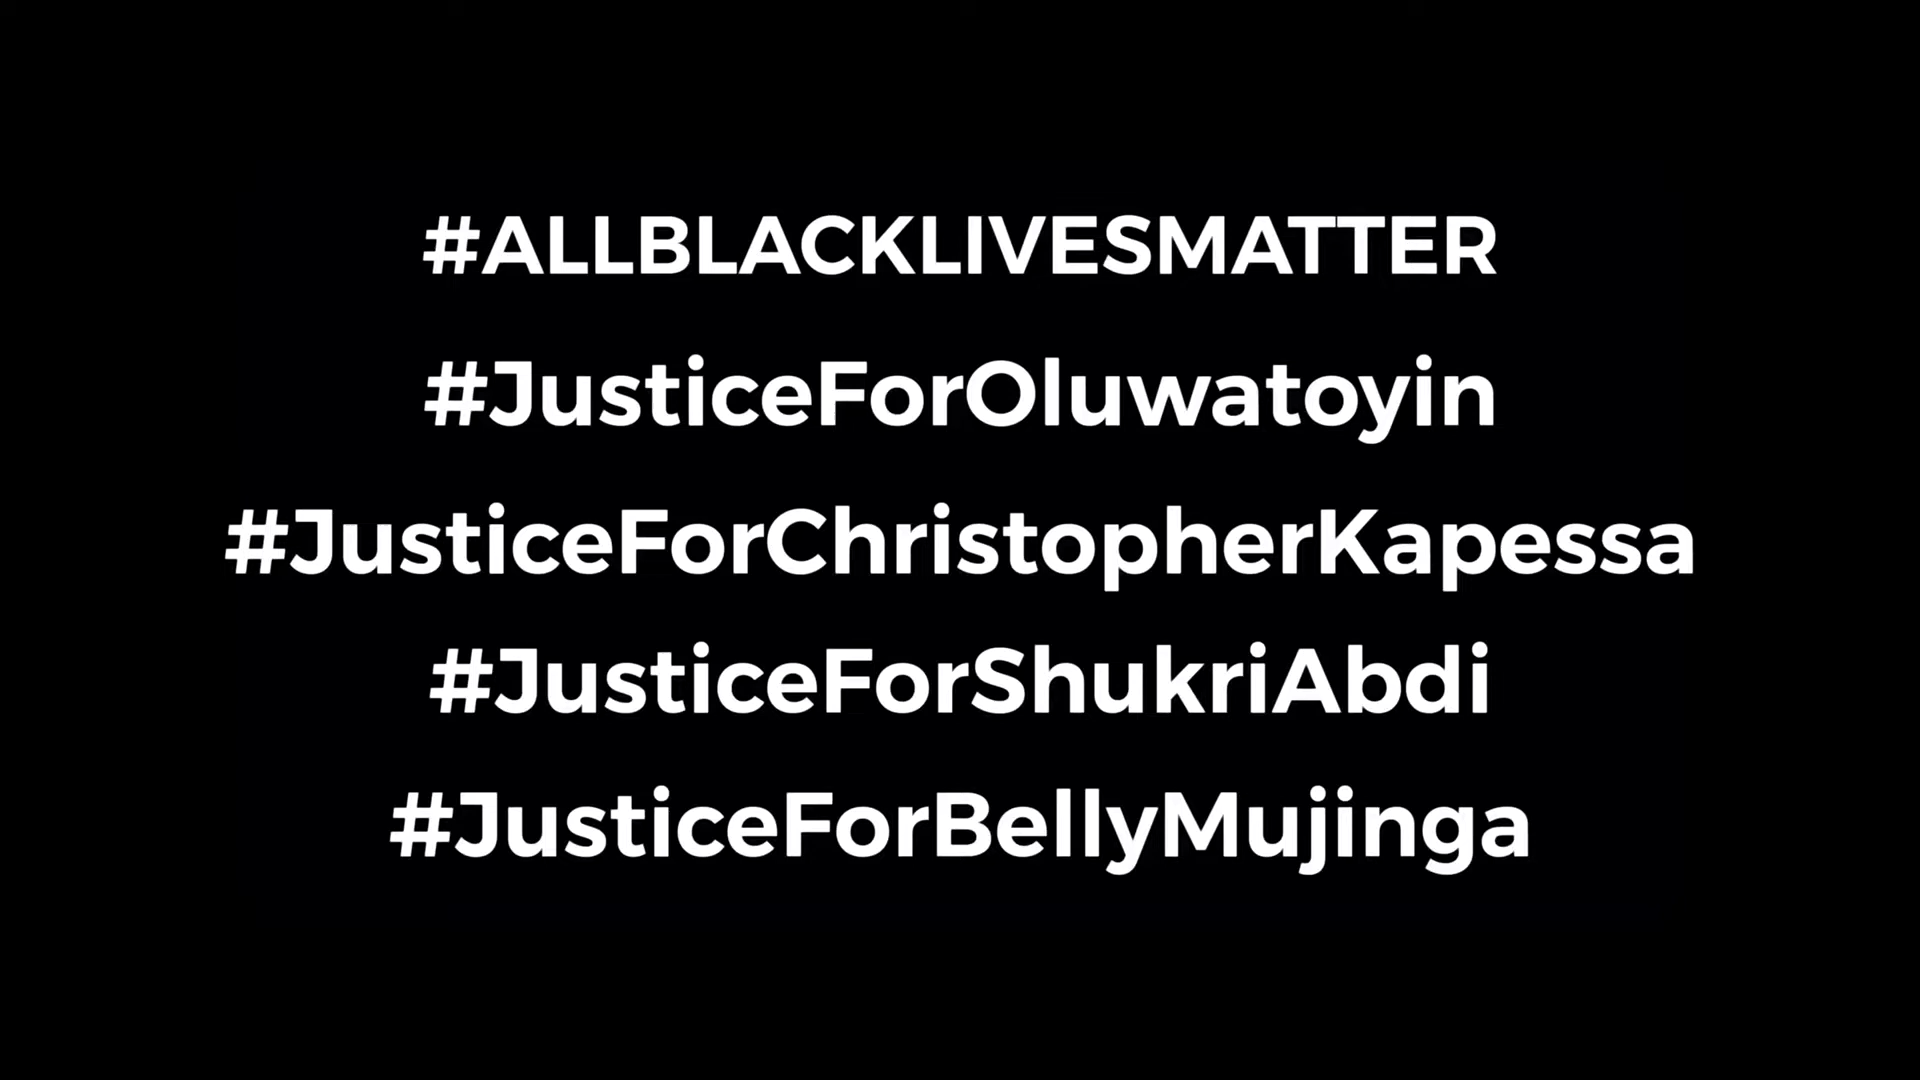 #ALLBLACKLIVESMATTER
#JusticeForOluwatoyin
#JusticeForChristopherKapessa
#JusticeForShukriAbdi
#JusticeForBellyMujinga